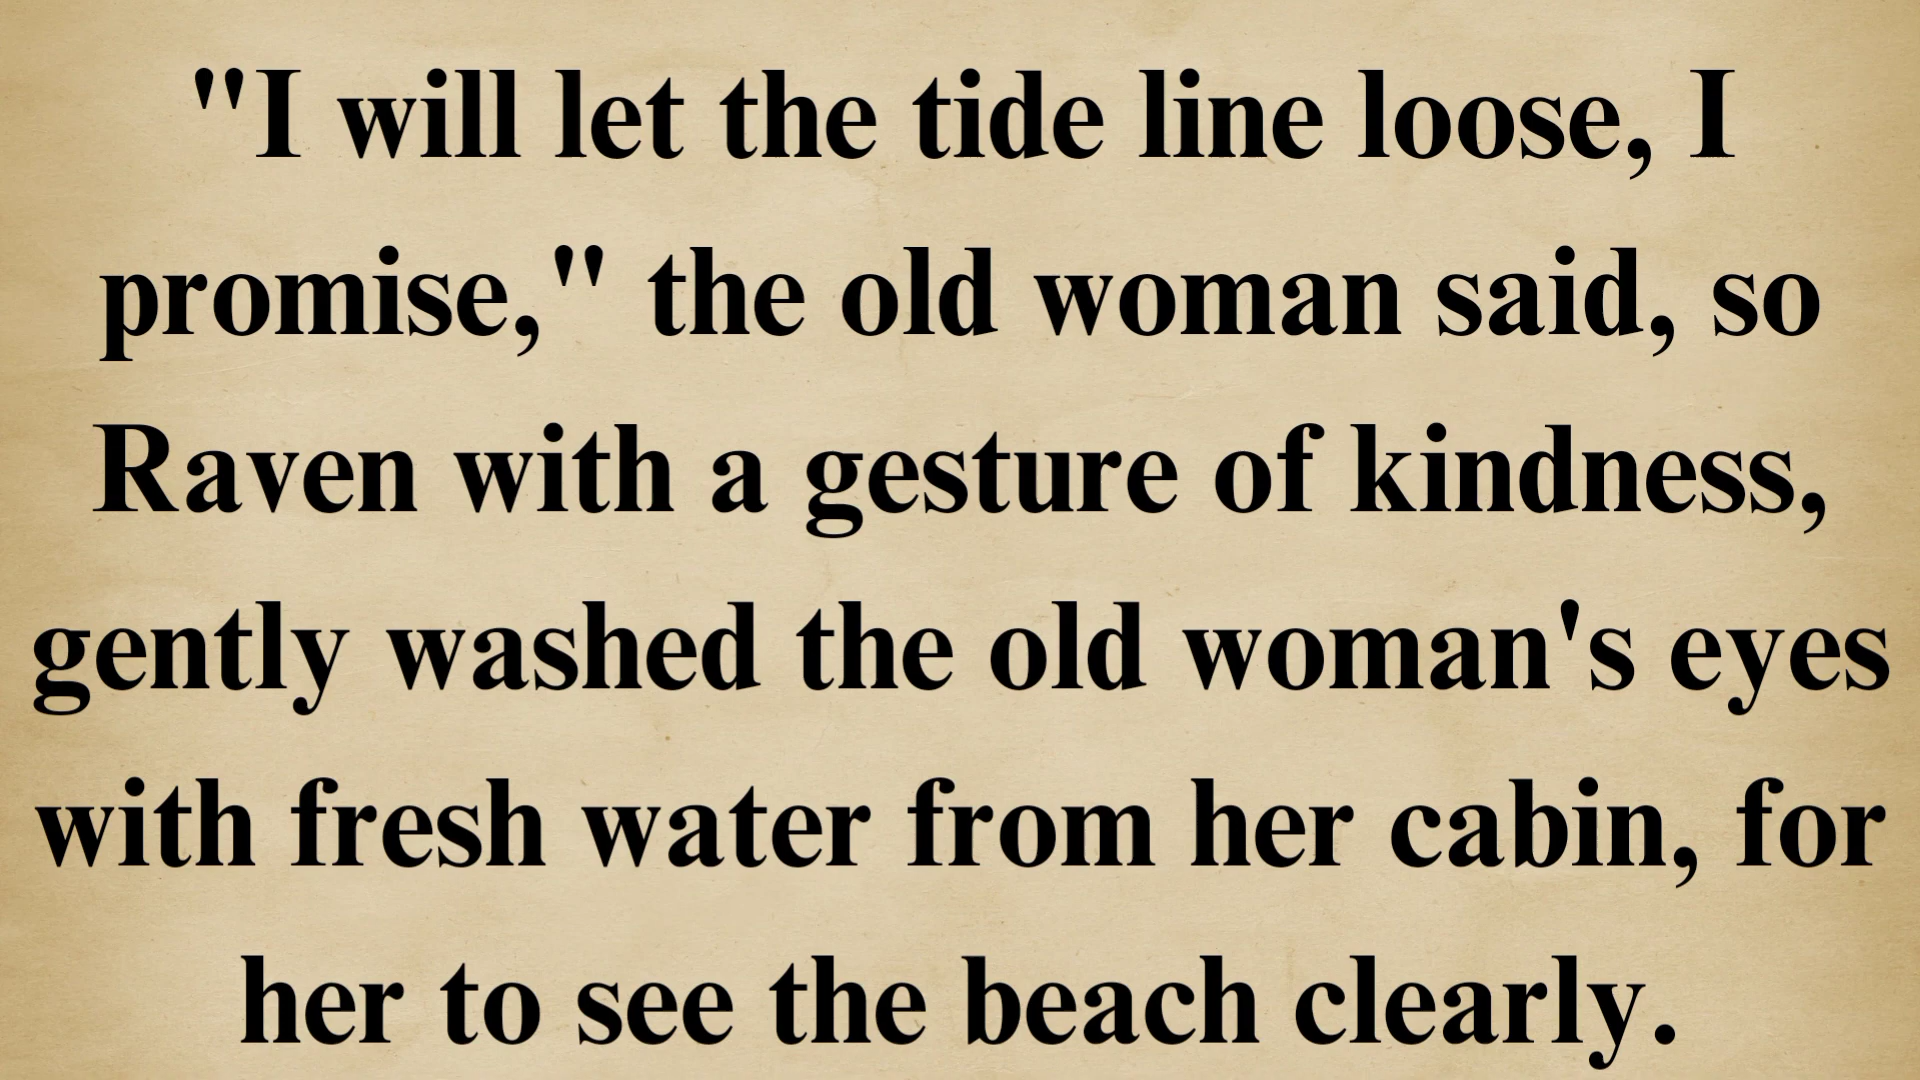 "I will let the tide line loose, I
promise," the old woman said, so
Raven with a gesture of kindness,
gently washed the old woman's eyes
with fresh water from her cabin, for
her to see the beach clearly.